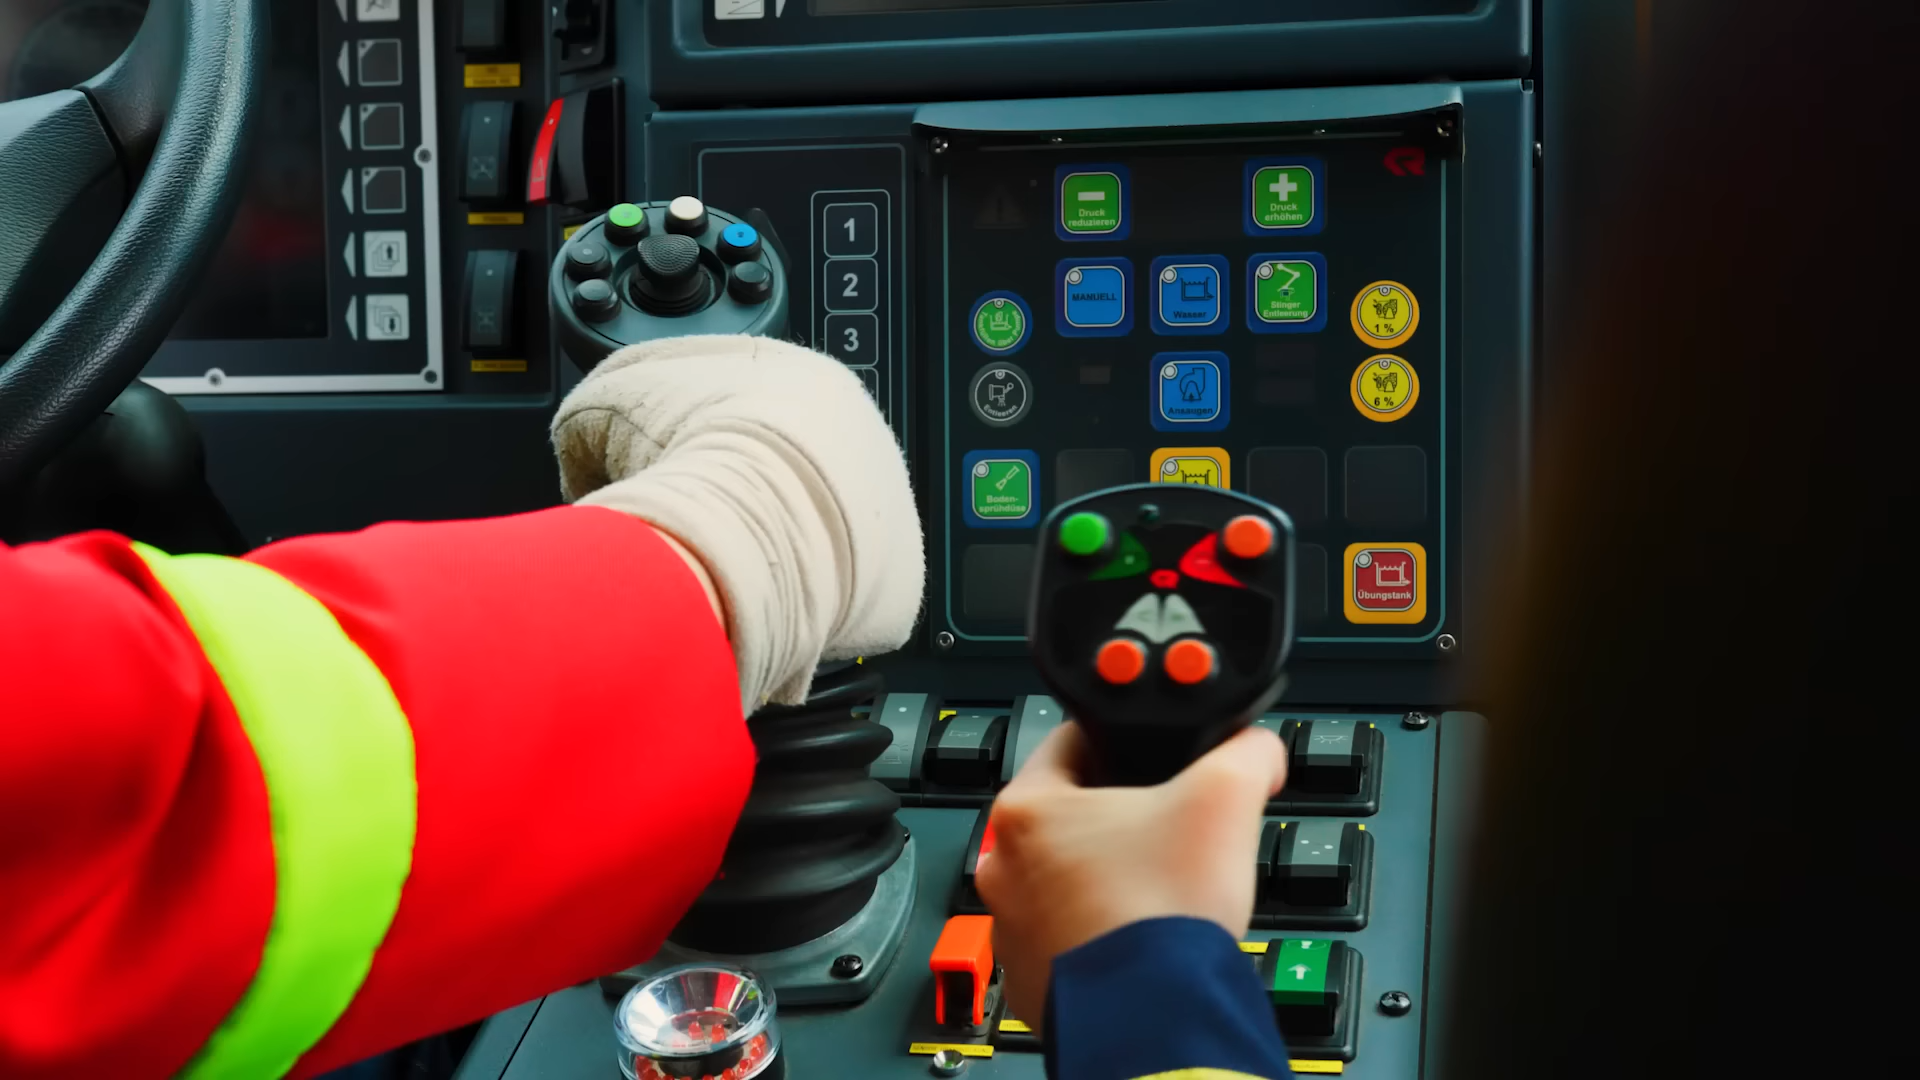 Druck
reduzieren
Druck
erhöhen
1
2
3
MANUELL
Wasser
Stinger
Entleerung
1 %
Entleeren
Ansaugen
6 %
Boden-
sprühdüse
Übungstank